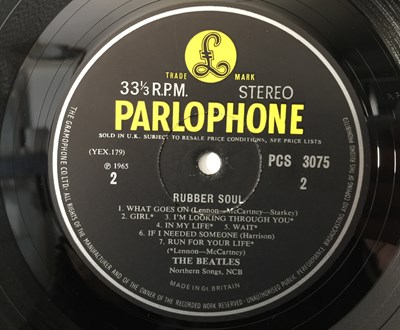 £
TRADE MARK
33⅓ R.P.M. STEREO
PARLOPHONE
SOLD IN U.K. SUBJECT TO RESALE PRICE CONDITIONS, SEE PRICE LISTS
(YEX.179)
℗ 1965
2
PCS 3075
2
RUBBER SOUL
1. WHAT GOES ON (Lennon—McCartney—Starkey)
2. GIRL* 3. I'M LOOKING THROUGH YOU*
4. IN MY LIFE* 5. WAIT*
6. IF I NEEDED SOMEONE (Harrison)
7. RUN FOR YOUR LIFE*
(*Lennon—McCartney)
THE BEATLES
Northern Songs, NCB
MADE IN GT. BRITAIN
THE GRAMOPHONE CO. LTD. ALL RIGHTS OF THE MANUFACTURER AND OF THE OWNER OF THE RECORDED WORK RESERVED. UNAUTHORISED PUBLIC PERFORMANCE BROADCASTING AND COPYING OF THIS RECORD PROHIBITED